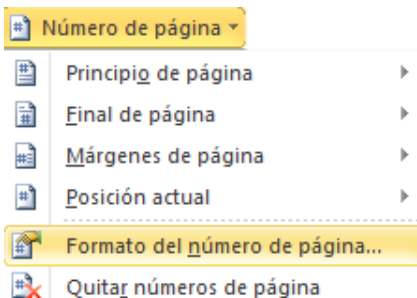 Número de página
Principio de página
Final de página
Márgenes de página
Posición actual
Formato del número de página...
Quitar números de página